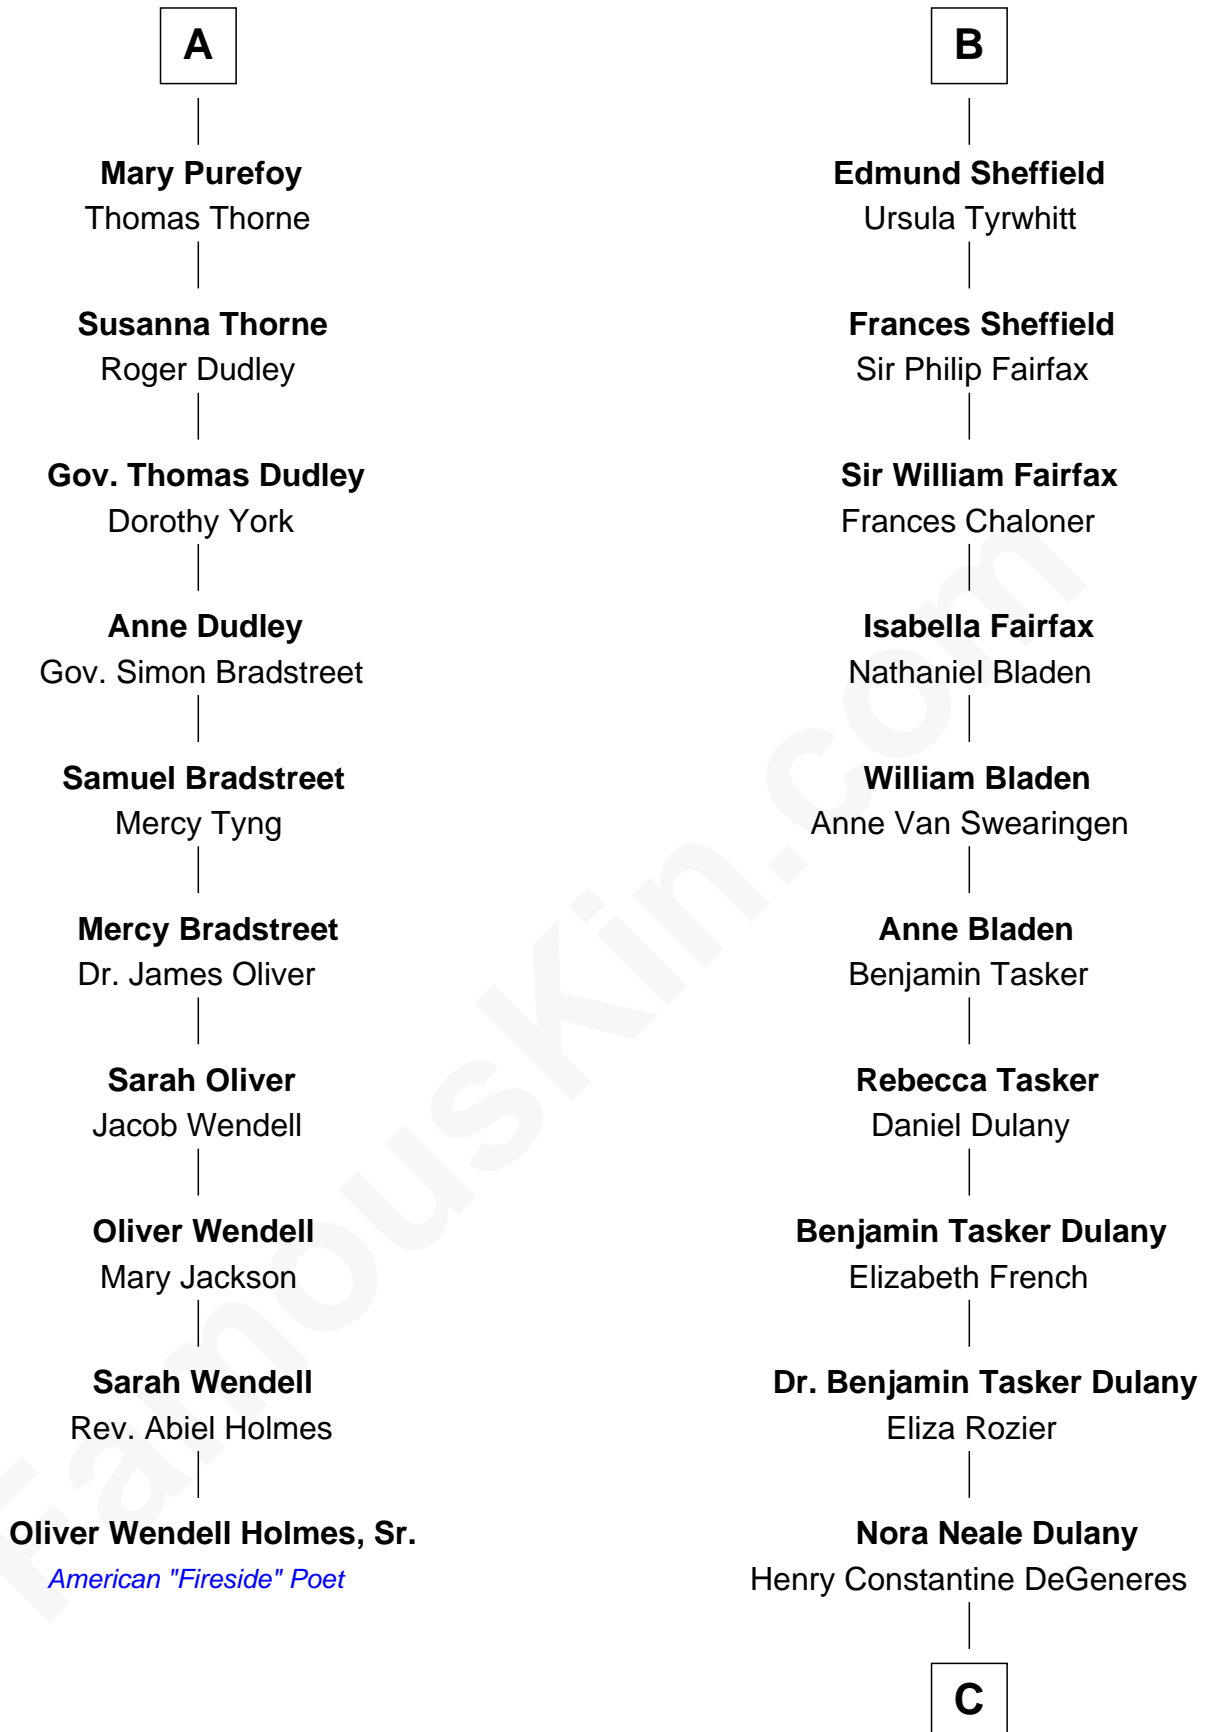 A
Mary Purefoy
Thomas Thorne
Susanna Thorne
Roger Dudley
Gov. Thomas Dudley
Dorothy York
Anne Dudley
Gov. Simon Bradstreet
Samuel Bradstreet
Mercy Tyng
Mercy Bradstreet
Dr. James Oliver
Sarah Oliver
Jacob Wendell
Oliver Wendell
Mary Jackson
Sarah Wendell
Rev. Abiel Holmes
Oliver Wendell Holmes, Sr.
American "Fireside" Poet
B
Edmund Sheffield
Ursula Tyrwhitt
Frances Sheffield
Sir Philip Fairfax
Sir William Fairfax
Frances Chaloner
Isabella Fairfax
Nathaniel Bladen
William Bladen
Anne Van Swearingen
Anne Bladen
Benjamin Tasker
Rebecca Tasker
Daniel Dulany
Benjamin Tasker Dulany
Elizabeth French
Dr. Benjamin Tasker Dulany
Eliza Rozier
Nora Neale Dulany
Henry Constantine DeGeneres
C
FamousKin.com